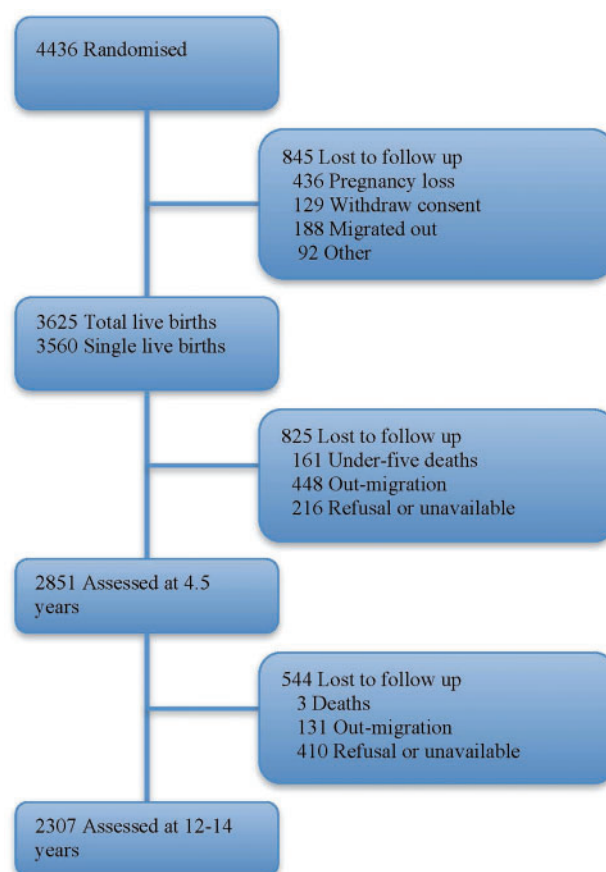 4436 Randomised
845 Lost to follow up
436 Pregnancy loss
129 Withdraw consent
188 Migrated out
92 Other
3625 Total live births
3560 Single live births
825 Lost to follow up
161 Under-five deaths
448 Out-migration
216 Refusal or unavailable
2851 Assessed at 4.5
years
544 Lost to follow up
3 Deaths
131 Out-migration
410 Refusal or unavailable
2307 Assessed at 12-14
years